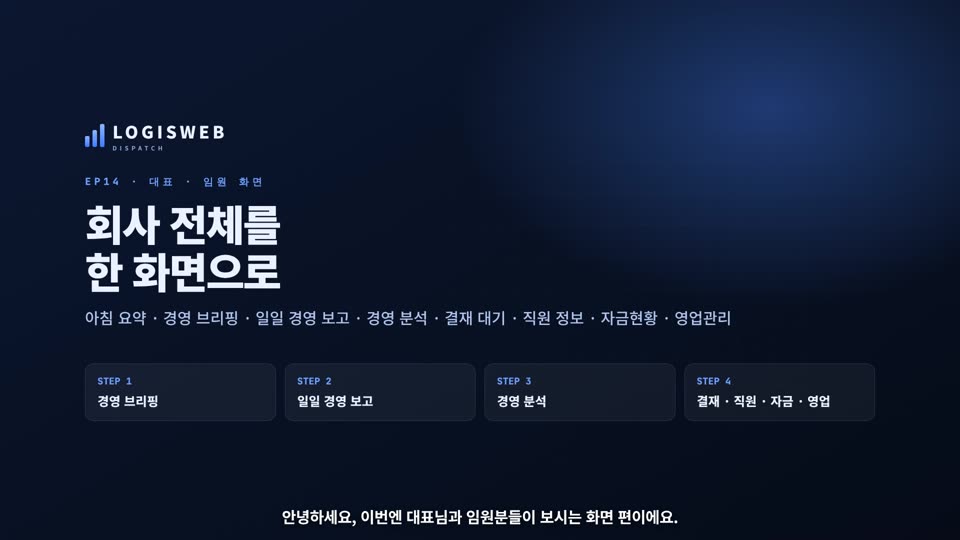 LOGISWEB
DISPATCH
EP14 · 대표 · 임원 화면
회사 전체를
한 화면으로
아침 요약 · 경영 브리핑 · 일일 경영 보고 · 경영 분석 · 결재 대기 · 직원 정보 · 자금현황 · 영업관리
STEP 1
경영 브리핑
STEP 2
일일 경영 보고
STEP 3
경영 분석
STEP 4
결재 · 직원 · 자금 · 영업
안녕하세요, 이번엔 대표님과 임원분들이 보시는 화면 편이에요.